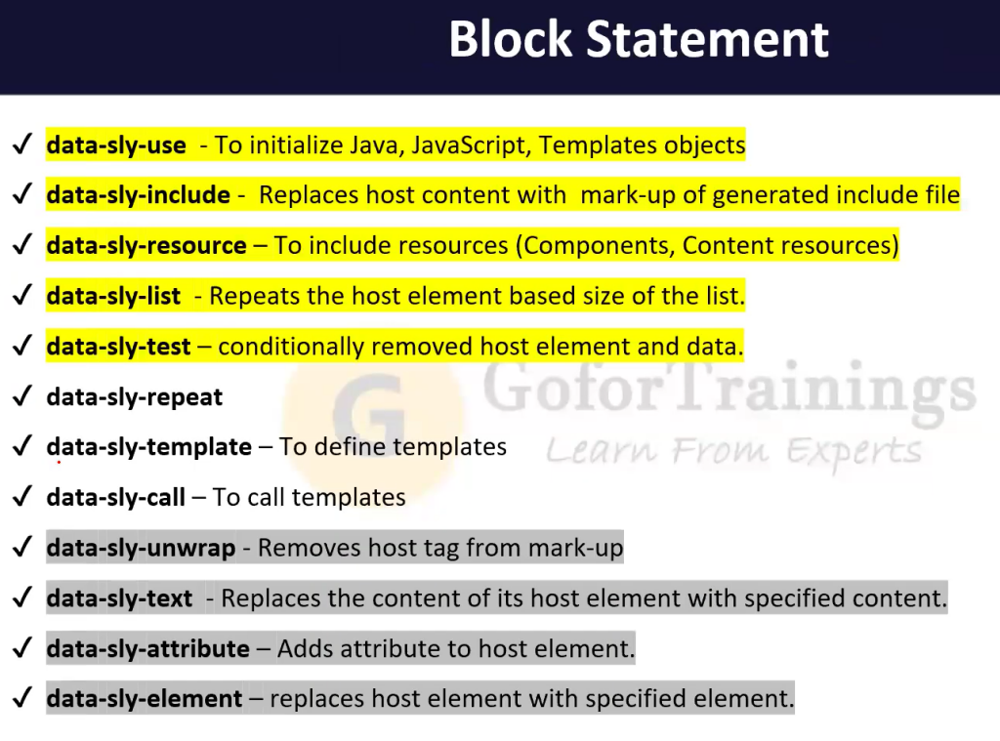 Block Statement
✓ data-sly-use - To initialize Java, JavaScript, Templates objects
✓ data-sly-include - Replaces host content with mark-up of generated include file
✓ data-sly-resource – To include resources (Components, Content resources)
✓ data-sly-list - Repeats the host element based size of the list.
✓ data-sly-test – conditionally removed host element and data.
G GoforTrainings
✓ data-sly-repeat
✓ data-sly-template – To define templates
Learn From Experts
✓ data-sly-call – To call templates
✓ data-sly-unwrap - Removes host tag from mark-up
✓ data-sly-text - Replaces the content of its host element with specified content.
✓ data-sly-attribute – Adds attribute to host element.
✓ data-sly-element – replaces host element with specified element.